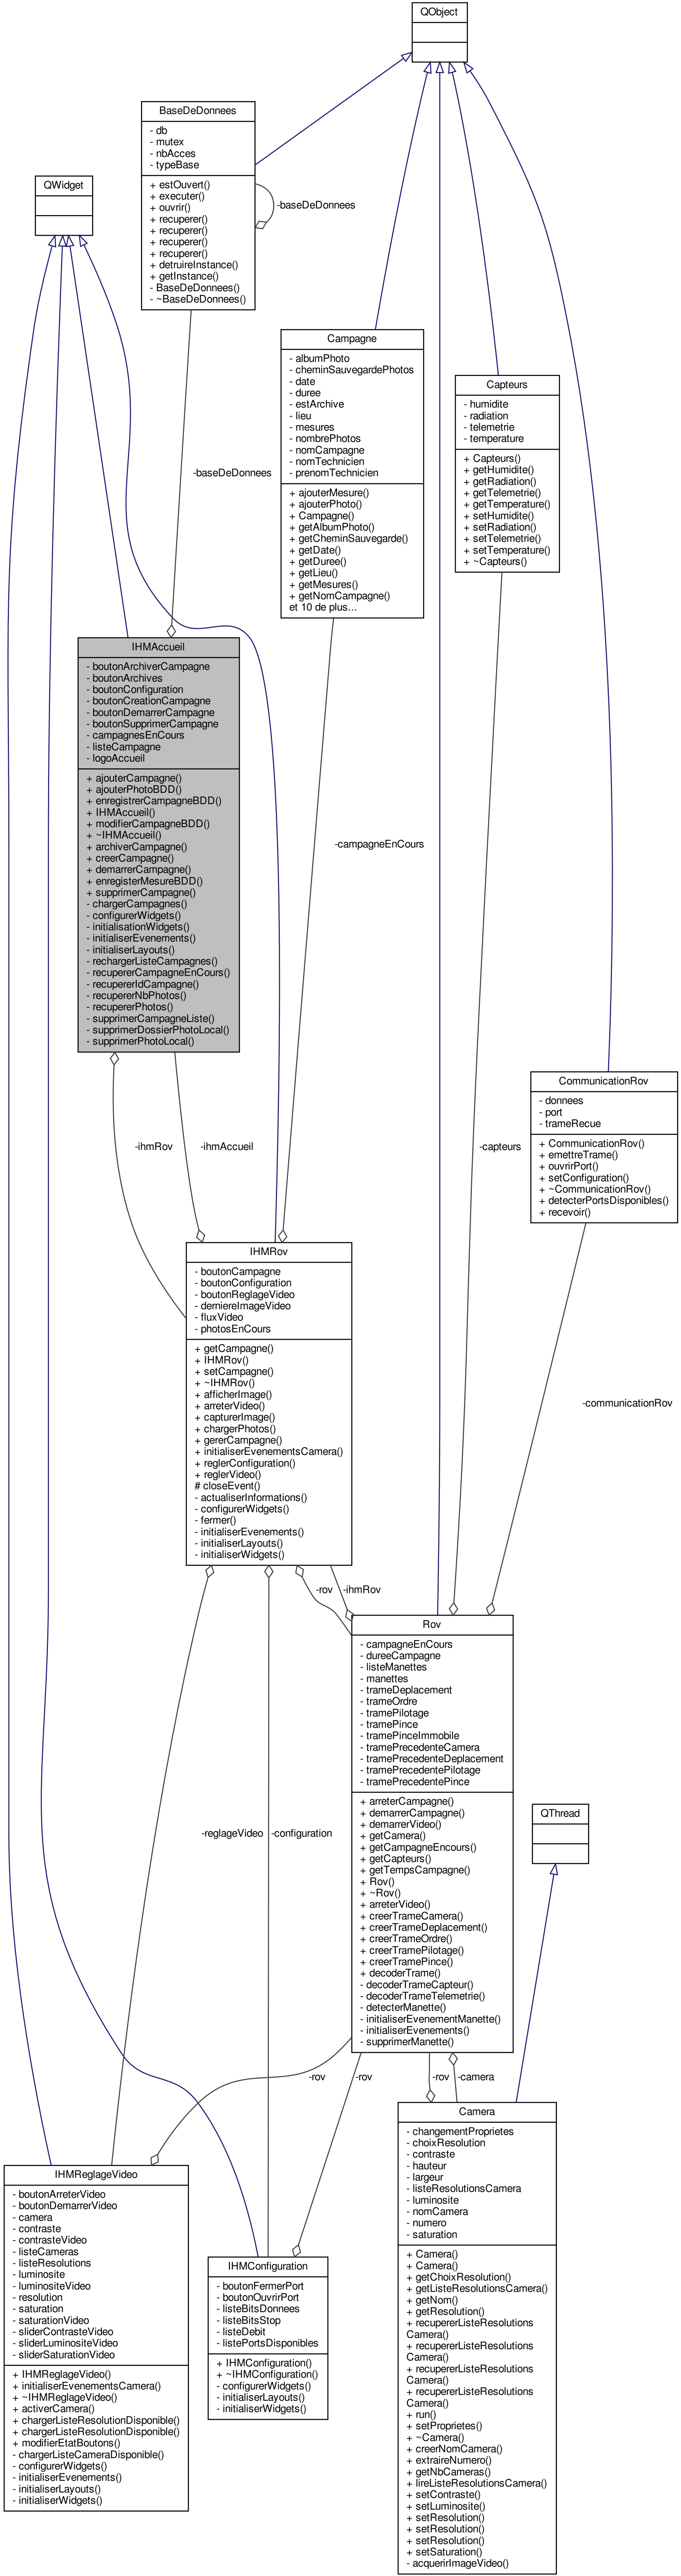 QObject
BaseDeDonnees
- db
- mutex
- nbAcces
- typeBase
+ estOuvert()
+ executer()
+ ouvrir()
+ recuperer()
+ recuperer()
+ recuperer()
+ recuperer()
+ detruireInstance()
+ getInstance()
- BaseDeDonnees()
- ~BaseDeDonnees()
-baseDeDonnees
QWidget
Campagne
- albumPhoto
- cheminSauvegardePhotos
- date
- duree
- estArchive
- lieu
- mesures
- nombrePhotos
- nomCampagne
- nomTechnicien
- prenomTechnicien
+ ajouterMesure()
+ ajouterPhoto()
+ Campagne()
+ getAlbumPhoto()
+ getCheminSauvegarde()
+ getDate()
+ getDuree()
+ getLieu()
+ getMesures()
+ getNomCampagne()
et 10 de plus...
Capteurs
- humidite
- radiation
- telemetrie
- temperature
+ Capteurs()
+ getHumidite()
+ getRadiation()
+ getTelemetrie()
+ getTemperature()
+ setHumidite()
+ setRadiation()
+ setTelemetrie()
+ setTemperature()
+ ~Capteurs()
-baseDeDonnees
IHMAccueil
- boutonArchiverCampagne
- boutonArchives
- boutonConfiguration
- boutonCreationCampagne
- boutonDemarrerCampagne
- boutonSupprimerCampagne
- campagnesEnCours
- listeCampagne
- logoAccueil
+ ajouterCampagne()
+ ajouterPhotoBDD()
+ enregistrerCampagneBDD()
+ IHMAccueil()
+ modifierCampagneBDD()
+ ~IHMAccueil()
+ archiverCampagne()
+ creerCampagne()
+ demarrerCampagne()
+ enregisterMesureBDD()
+ supprimerCampagne()
- chargerCampagnes()
- configurerWidgets()
- initialisationWidgets()
- initialiserEvenements()
- initialiserLayouts()
- rechargerListeCampagnes()
- recupererCampagneEnCours()
- recupererIdCampagne()
- recupererNbPhotos()
- recupererPhotos()
- supprimerCampagneListe()
- supprimerDossierPhotoLocal()
- supprimerPhotoLocal()
-campagneEnCours
CommunicationRov
- donnees
- port
- trameRecue
+ CommunicationRov()
+ emettreTrame()
+ ouvrirPort()
+ setConfiguration()
+ ~CommunicationRov()
+ detecterPortsDisponibles()
+ recevoir()
-ihmRov
-ihmAccueil
-capteurs
IHMRov
- boutonCampagne
- boutonConfiguration
- boutonReglageVideo
- derniereImageVideo
- fluxVideo
- photosEnCours
+ getCampagne()
+ IHMRov()
+ setCampagne()
+ ~IHMRov()
+ afficherImage()
+ arreterVideo()
+ capturerImage()
+ chargerPhotos()
+ gererCampagne()
+ initialiserEvenementsCamera()
+ reglerConfiguration()
+ reglerVideo()
# closeEvent()
- actualiserInformations()
- configurerWidgets()
- fermer()
- initialiserEvenements()
- initialiserLayouts()
- initialiserWidgets()
-communicationRov
-rov
-ihmRov
Rov
- campagneEnCours
- dureeCampagne
- listeManettes
- manettes
- trameDeplacement
- trameOrdre
- tramePilotage
- tramePince
- tramePinceImmobile
- tramePrecedenteCamera
- tramePrecedenteDeplacement
- tramePrecedentePilotage
- tramePrecedentePince
+ arreterCampagne()
+ demarrerCampagne()
+ demarrerVideo()
+ getCamera()
+ getCampagneEncours()
+ getCapteurs()
+ getTempsCampagne()
+ Rov()
+ ~Rov()
+ arreterVideo()
+ creerTrameCamera()
+ creerTrameDeplacement()
+ creerTrameOrdre()
+ creerTramePilotage()
+ creerTramePince()
+ decoderTrame()
- decoderTrameCapteur()
- decoderTrameTelemetrie()
- detecterManette()
- initialiserEvenementManette()
- initialiserEvenements()
- supprimerManette()
QThread
-reglageVideo
-configuration
-rov
-rov
-rov
-camera
IHMReglageVideo
- boutonArreterVideo
- boutonDemarrerVideo
- camera
- contraste
- contrasteVideo
- listeCameras
- listeResolutions
- luminosite
- luminositeVideo
- resolution
- saturation
- saturationVideo
- sliderContrasteVideo
- sliderLuminositeVideo
- sliderSaturationVideo
+ IHMReglageVideo()
+ initialiserEvenementsCamera()
+ ~IHMReglageVideo()
+ activerCamera()
+ chargerListeResolutionDisponible()
+ chargerListeResolutionDisponible()
+ modifierEtatBoutons()
- chargerListeCameraDisponible()
- configurerWidgets()
- initialiserEvenements()
- initialiserLayouts()
- initialiserWidgets()
IHMConfiguration
- boutonFermerPort
- boutonOuvrirPort
- listeBitsDonnees
- listeBitsStop
- listeDebit
- listePortsDisponibles
+ IHMConfiguration()
+ ~IHMConfiguration()
- configurerWidgets()
- initialiserLayouts()
- initialiserWidgets()
Camera
- changementProprietes
- choixResolution
- contraste
- hauteur
- largeur
- listeResolutionsCamera
- luminosite
- nomCamera
- numero
- saturation
+ Camera()
+ Camera()
+ getChoixResolution()
+ getListeResolutionsCamera()
+ getNom()
+ getResolution()
+ recupererListeResolutions
Camera()
+ recupererListeResolutions
Camera()
+ recupererListeResolutions
Camera()
+ recupererListeResolutions
Camera()
+ run()
+ setProprietes()
+ ~Camera()
+ creerNomCamera()
+ extraireNumero()
+ getNbCameras()
+ lireListeResolutionsCamera()
+ setContraste()
+ setLuminosite()
+ setResolution()
+ setResolution()
+ setResolution()
+ setSaturation()
- acquerirImageVideo()